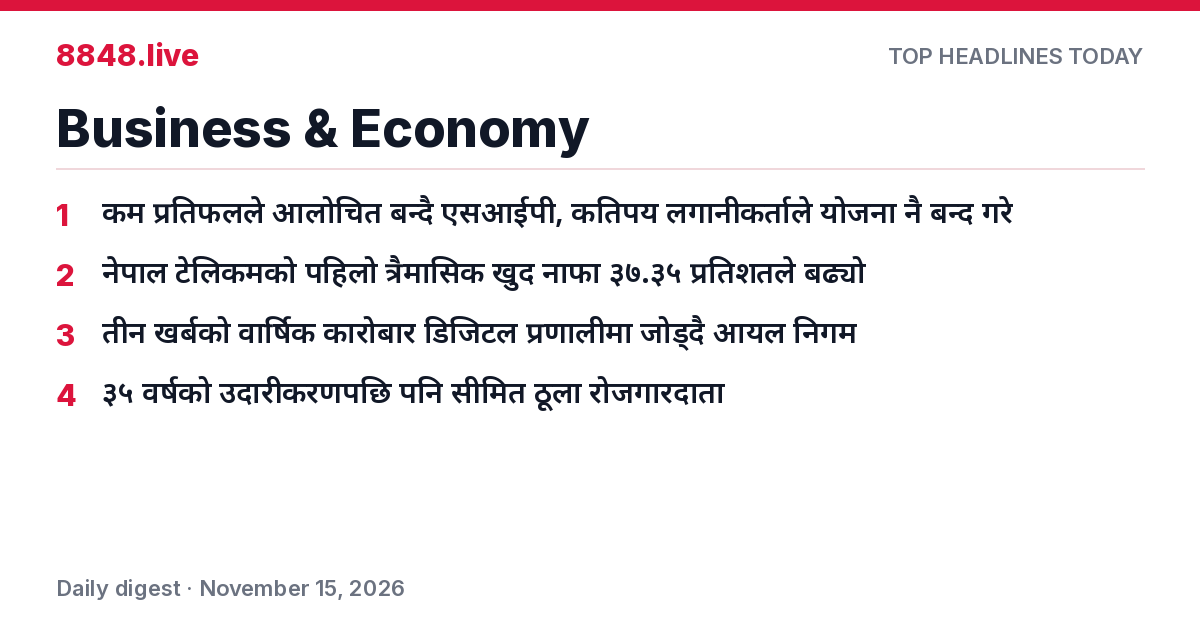 8848.live
TOP HEADLINES TODAY
Business & Economy
1 कम प्रतिफलले आलोचित बन्दै एसआईपी, कतिपय लगानीकर्ताले योजना नै बन्द गरे
2 नेपाल टेलिकमको पहिलो त्रैमासिक खुद नाफा ३७.३५ प्रतिशतले बढ्यो
3 तीन खर्बको वार्षिक कारोबार डिजिटल प्रणालीमा जोड्दै आयल निगम
4 ३५ वर्षको उदारीकरणपछि पनि सीमित ठूला रोजगारदाता
Daily digest · November 15, 2026